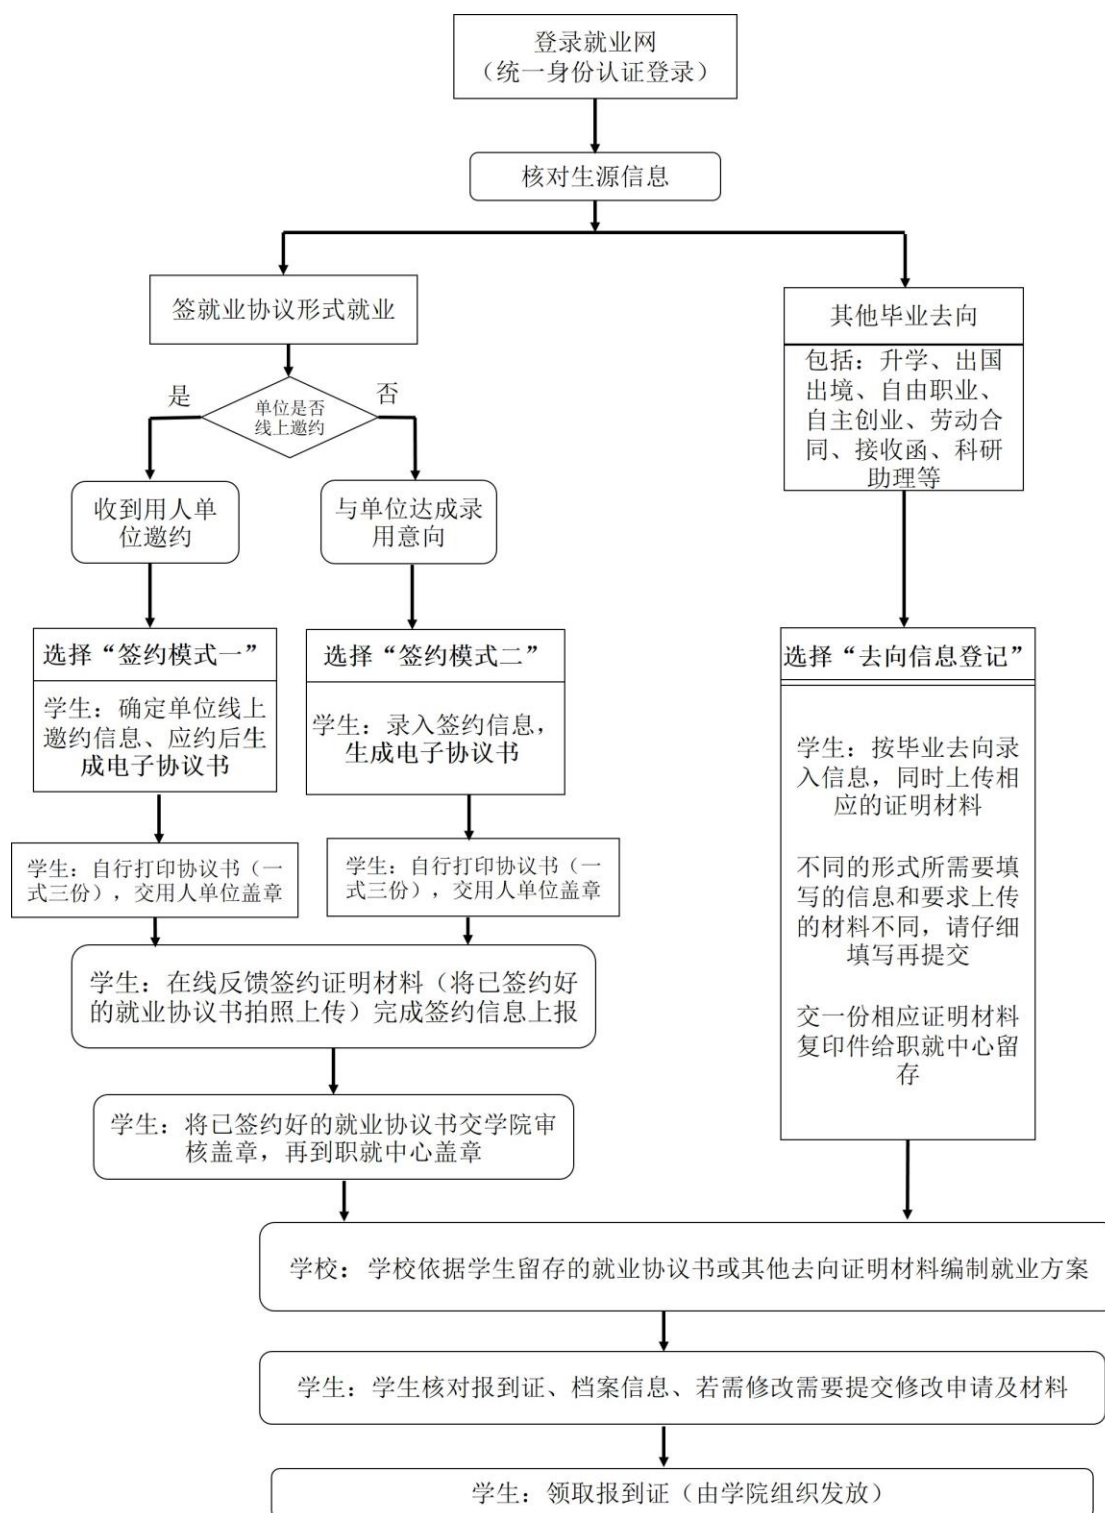 登录就业网
（统一身份认证登录）
核对生源信息
签就业协议形式就业
是
否
单位是否
线上邀约
收到用人单
位邀约
与单位达成录
用意向
选择“签约模式一”
学生：确定单位线上
邀约信息、应约后生
成电子协议书
选择“签约模式二”
学生：录入签约信息，
生成电子协议书
学生：自行打印协议书（一
式三份），交用人单位盖章
学生：自行打印协议书（一
式三份），交用人单位盖章
学生：在线反馈签约证明材料（将已签约好
的就业协议书拍照上传）完成签约信息上报
学生：将已签约好的就业协议书交学院审
核盖章，再到职就中心盖章
其他毕业去向
包括：升学、出国
出境、自由职业、
自主创业、劳动合
同、接收函、科研
助理等
选择“去向信息登记”
学生：按毕业去向录
入信息，同时上传相
应的证明材料
不同的形式所需要填
写的信息和要求上传
的材料不同，请仔细
填写再提交
交一份相应证明材料
复印件给职就中心留
存
学校：学校依据学生留存的就业协议书或其他去向证明材料编制就业方案
学生：学生核对报到证、档案信息、若需修改需要提交修改申请及材料
学生：领取报到证（由学院组织发放）